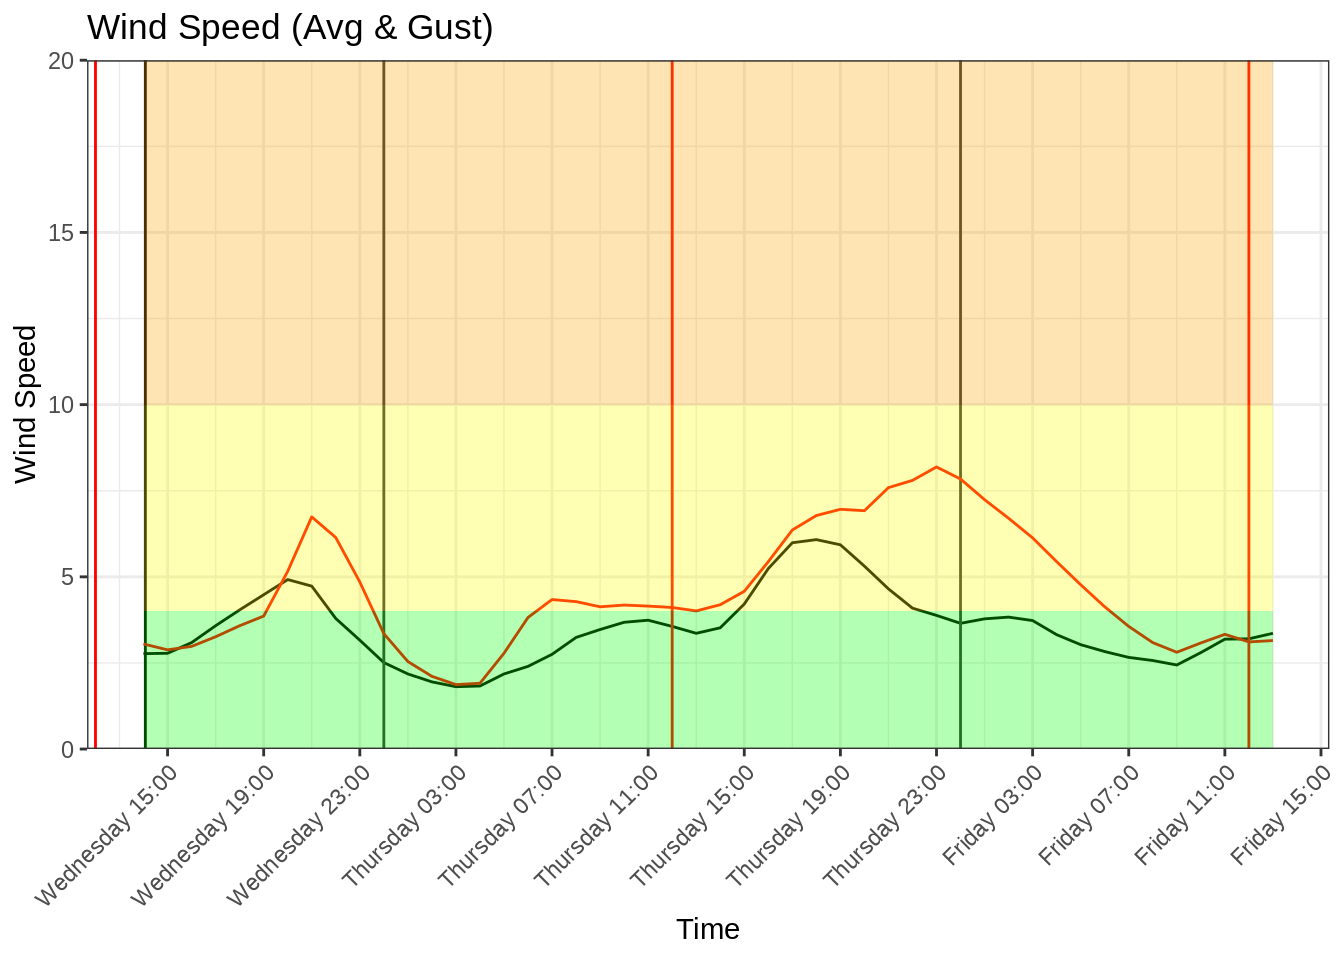 Wind Speed (Avg & Gust)
Wind Speed
20
15
10
5
0
Wednesday 15:00
Wednesday 19:00
Wednesday 23:00
Thursday 03:00
Thursday 07:00
Thursday 11:00
Thursday 15:00
Thursday 19:00
Thursday 23:00
Friday 03:00
Friday 07:00
Friday 11:00
Friday 15:00
Time